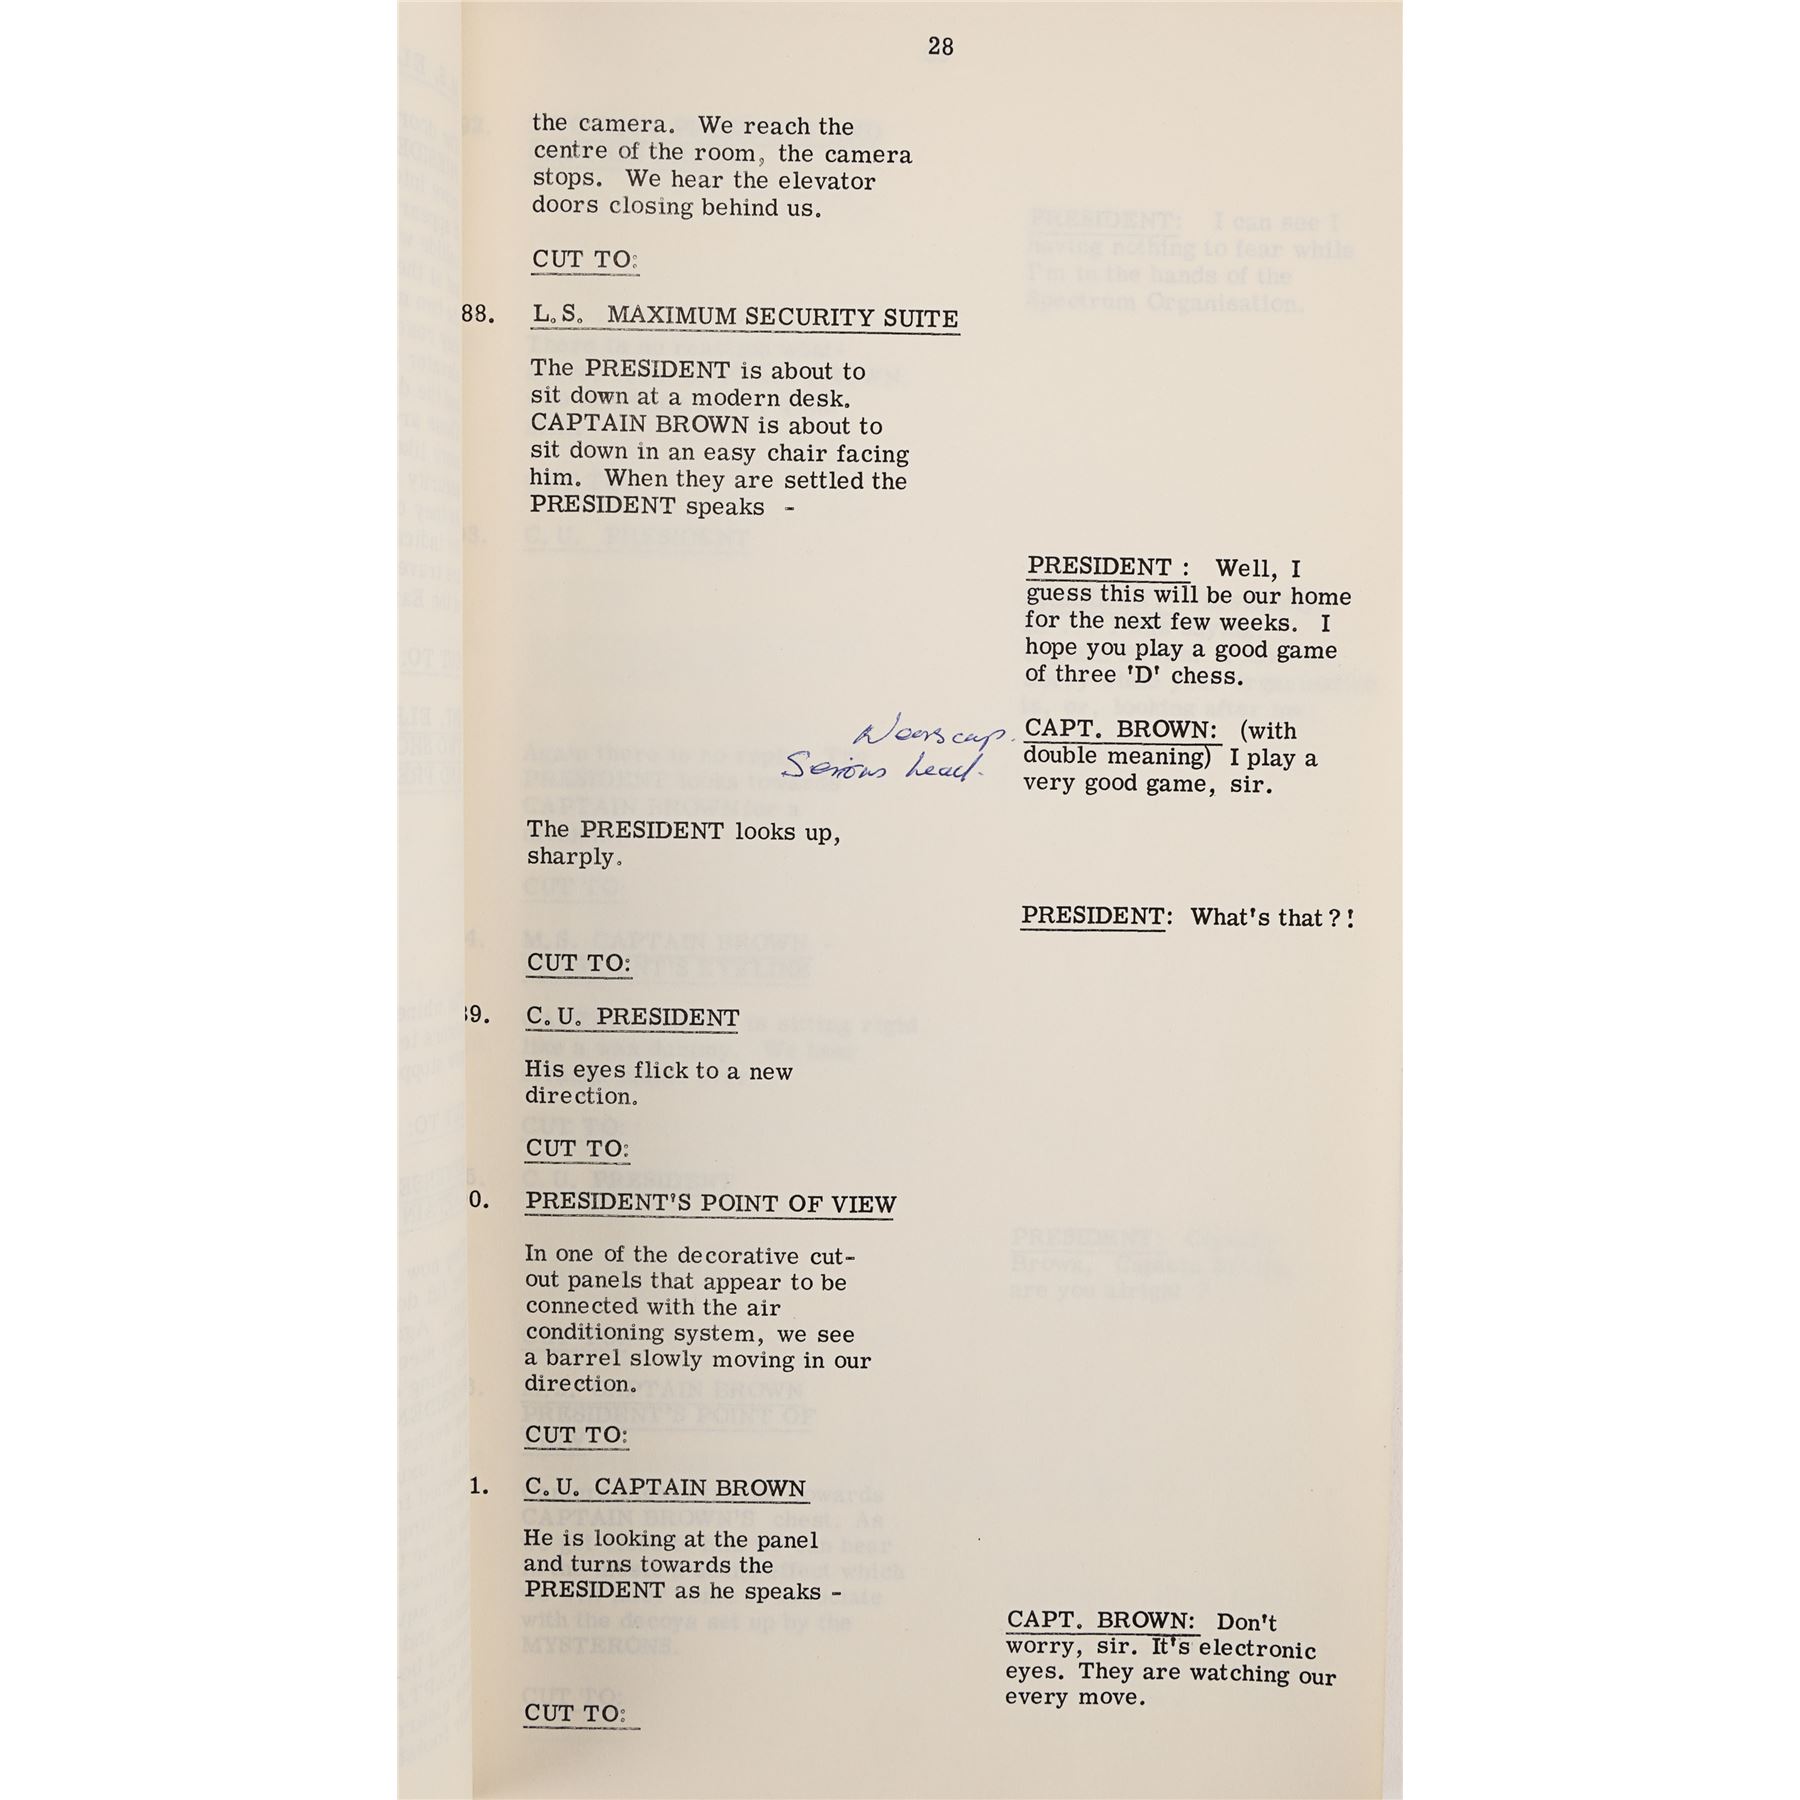 28
the camera. We reach the
centre of the room, the camera
stops. We hear the elevator
doors closing behind us.
CUT TO:
88. L.S. MAXIMUM SECURITY SUITE
The PRESIDENT is about to
sit down at a modern desk.
CAPTAIN BROWN is about to
sit down in an easy chair facing
him. When they are settled the
PRESIDENT speaks -
PRESIDENT : Well, I
guess this will be our home
for the next few weeks. I
hope you play a good game
of three 'D' chess.
Wears cap.
Serious head.
CAPT. BROWN: (with
double meaning) I play a
very good game, sir.
The PRESIDENT looks up,
sharply.
PRESIDENT: What's that?!
CUT TO:
9. C.U. PRESIDENT
His eyes flick to a new
direction.
CUT TO:
0. PRESIDENT'S POINT OF VIEW
In one of the decorative cut-
out panels that appear to be
connected with the air
conditioning system, we see
a barrel slowly moving in our
direction.
CUT TO:
1. C.U. CAPTAIN BROWN
He is looking at the panel
and turns towards the
PRESIDENT as he speaks -
CAPT. BROWN: Don't
worry, sir. It's electronic
eyes. They are watching our
every move.
CUT TO: